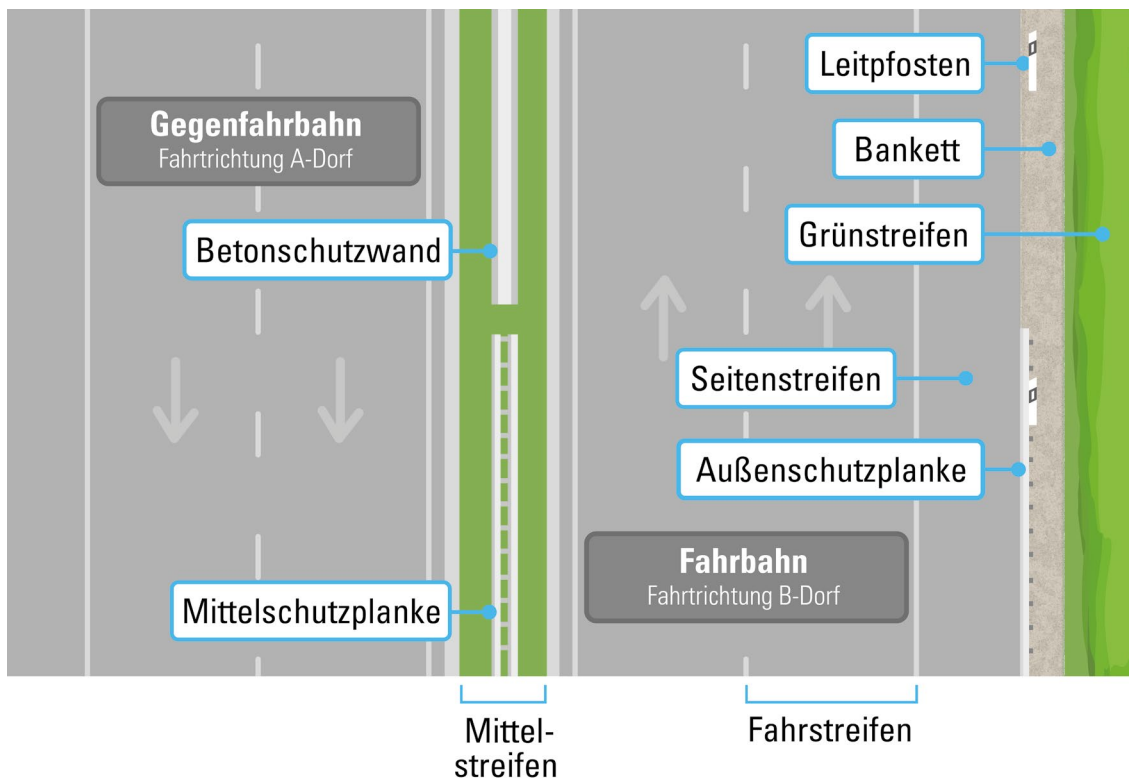 Leitpfosten
Gegenfahrbahn
Fahrtrichtung A-Dorf
Bankett
Betonschutzwand
Grünstreifen
Seitenstreifen
Außenschutzplanke
Fahrbahn
Fahrtrichtung B-Dorf
Mittelschutzplanke
Mittel-
streifen
Fahrstreifen